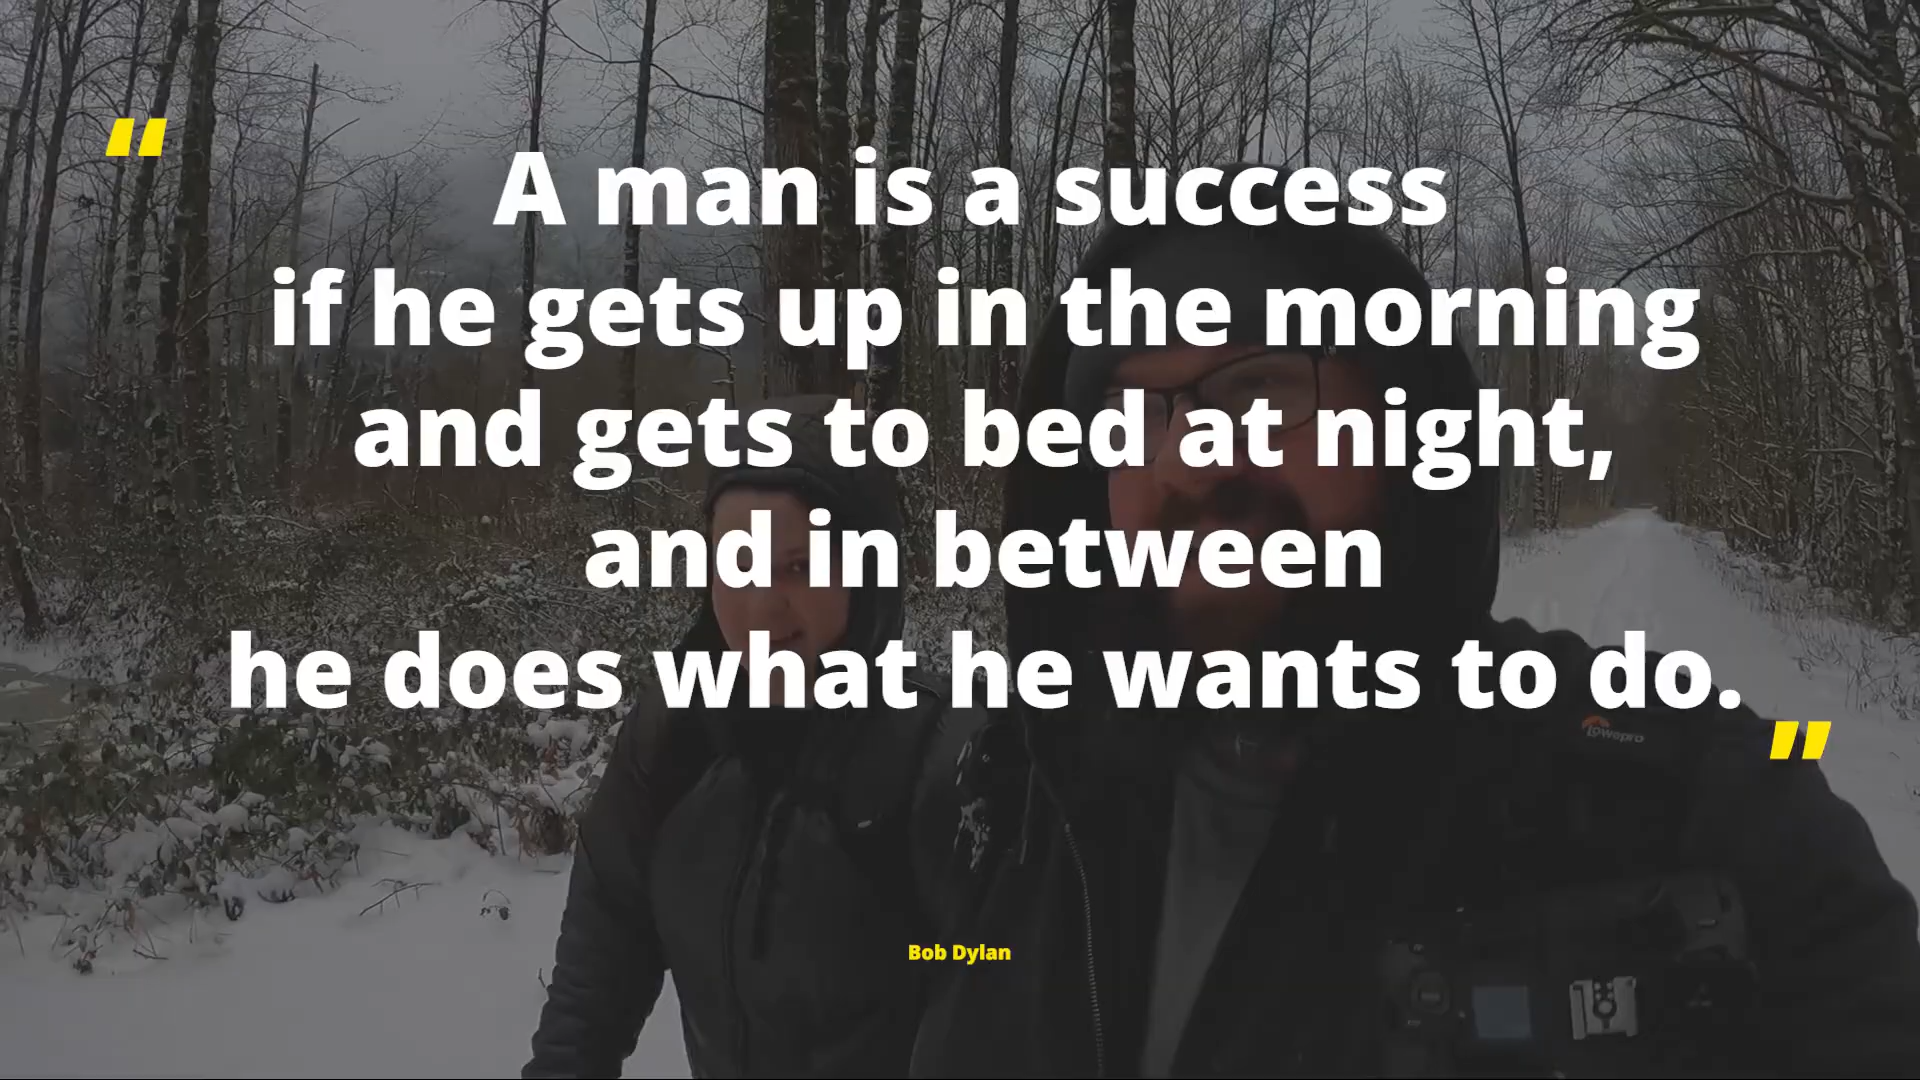 "
A man is a success
if he gets up in the morning
and gets to bed at night,
and in between
he does what he wants to do.
"
Lowepro
Bob Dylan